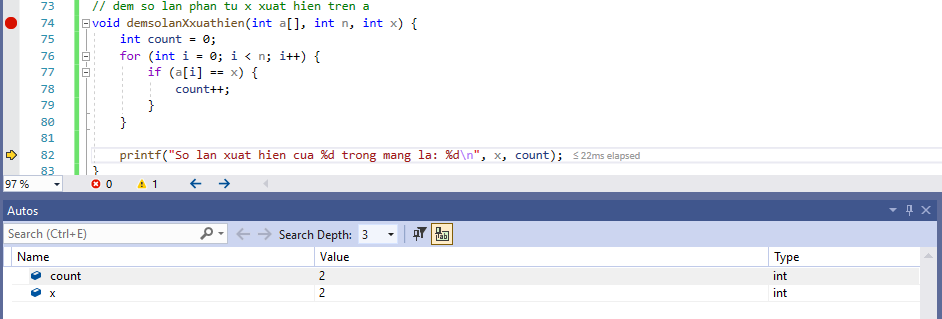 73 // dem so lan phan tu x xuat hien tren a
74 void demsolanXxuathien(int a[], int n, int x) {
75 int count = 0;
76 for (int i = 0; i < n; i++) {
77 if (a[i] == x) {
78 count++;
79 }
80 }
81
82 printf("So lan xuat hien cua %d trong mang la: %d\n", x, count); ≤22ms elapsed
83 }
97 % 0 1
Autos
Search (Ctrl+E) Search Depth: 3
Name Value Type
count 2 int
x 2 int